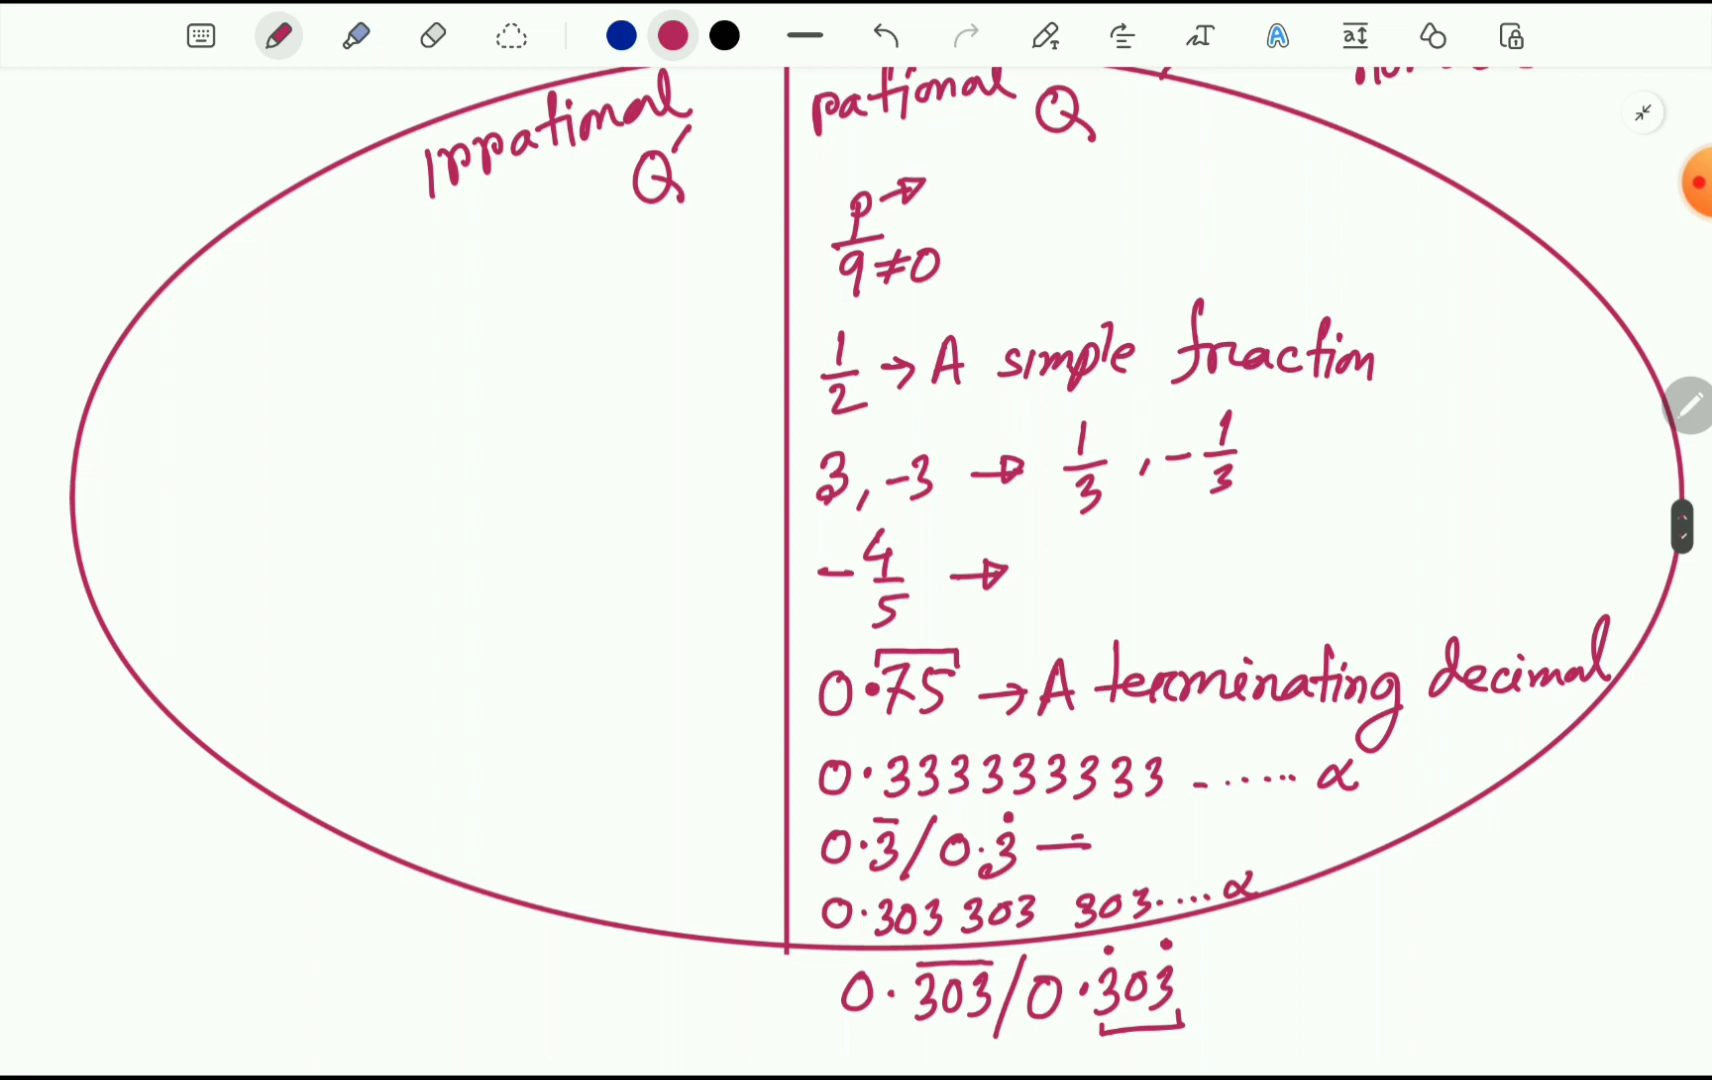 Irrational
Q'
rational Q
p
q≠0
1/2 → A simple fraction
3, -3 → 1/3, -1/3
-4/5 →
0.75 → A terminating decimal
0.333333333 ...... α
0.3̅/0.3̇ =
0.303 303 303.... α
0.3̅0̅3̅/0.3̇03̇